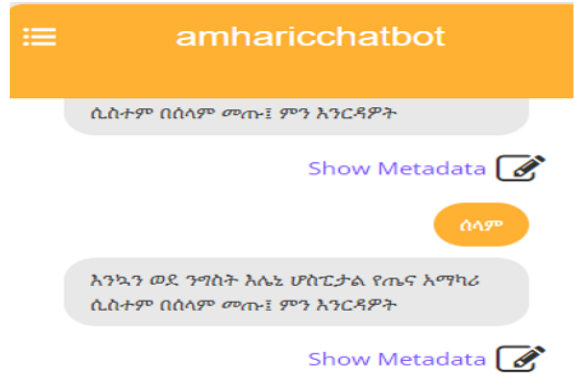 amharicchatbot
ሲስተም በሰላም መጡ፤ ምን እንርዳዎት
Show Metadata
ሰላም
እንኳን ወደ ንግስት እሌኒ ሆስፒታል የጤና አማካሪ
ሲስተም በሰላም መጡ፤ ምን እንርዳዎት
Show Metadata